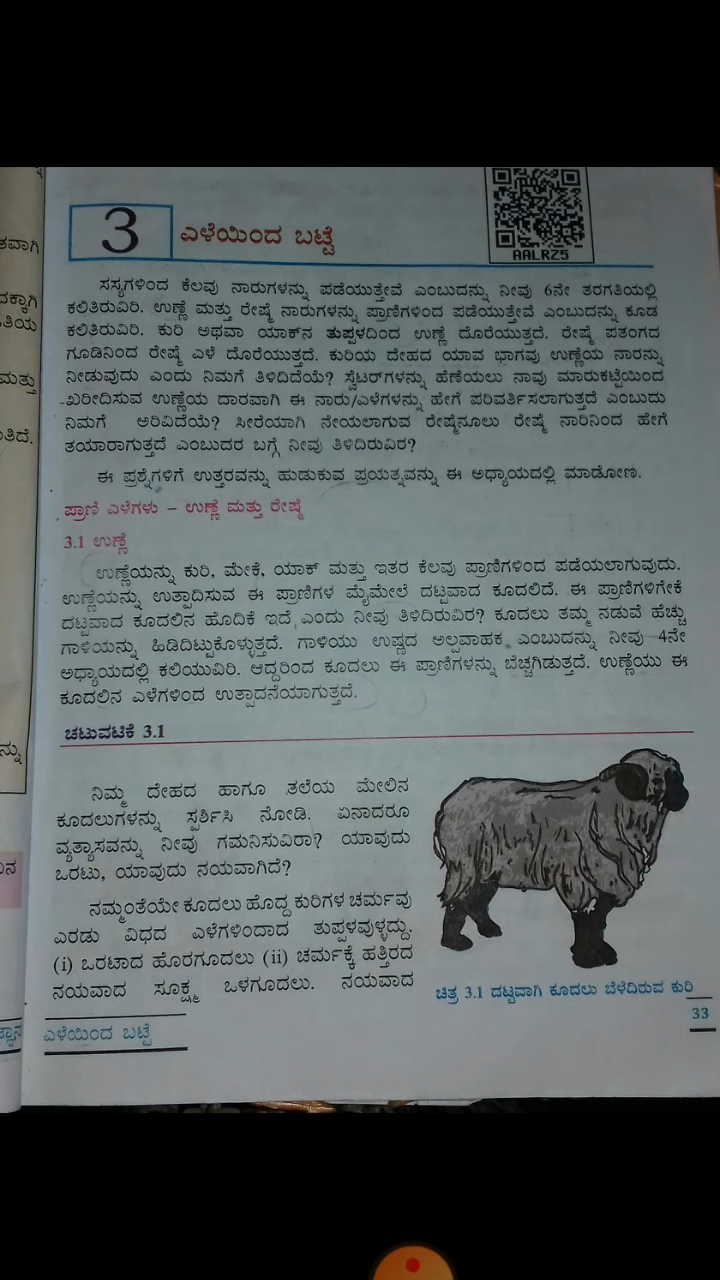 3 ಎಳೆಯಿಂದ ಬಟ್ಟೆ
AALRZ5
ಸಸ್ಯಗಳಿಂದ ಕೆಲವು ನಾರುಗಳನ್ನು ಪಡೆಯುತ್ತೇವೆ ಎಂಬುದನ್ನು ನೀವು 6ನೇ ತರಗತಿಯಲ್ಲಿ
ಕಲಿತಿರುವಿರಿ. ಉಣ್ಣೆ ಮತ್ತು ರೇಷ್ಮೆ ನಾರುಗಳನ್ನು ಪ್ರಾಣಿಗಳಿಂದ ಪಡೆಯುತ್ತೇವೆ ಎಂಬುದನ್ನು ಕೂಡ
ಕಲಿತಿರುವಿರಿ. ಕುರಿ ಅಥವಾ ಯಾಕ್‌ನ ತುಪ್ಪಳದಿಂದ ಉಣ್ಣೆ ದೊರೆಯುತ್ತದೆ. ರೇಷ್ಮೆ ಪತಂಗದ
ಗೂಡಿನಿಂದ ರೇಷ್ಮೆ ಎಳೆ ದೊರೆಯುತ್ತದೆ. ಕುರಿಯ ದೇಹದ ಯಾವ ಭಾಗವು ಉಣ್ಣೆಯ ನಾರನ್ನು
ನೀಡುವುದು ಎಂದು ನಿಮಗೆ ತಿಳಿದಿದೆಯೆ? ಸ್ವೆಟರ್‌ಗಳನ್ನು ಹೆಣೆಯಲು ನಾವು ಮಾರುಕಟ್ಟೆಯಿಂದ
ಖರೀದಿಸುವ ಉಣ್ಣೆಯ ದಾರವಾಗಿ ಈ ನಾರು/ಎಳೆಗಳನ್ನು ಹೇಗೆ ಪರಿವರ್ತಿಸಲಾಗುತ್ತದೆ ಎಂಬುದು
ನಿಮಗೆ ಅರಿವಿದೆಯೆ? ಸೀರೆಯಾಗಿ ನೇಯಲಾಗುವ ರೇಷ್ಮೆನೂಲು ರೇಷ್ಮೆ ನಾರಿನಿಂದ ಹೇಗೆ
ತಯಾರಾಗುತ್ತದೆ ಎಂಬುದರ ಬಗ್ಗೆ ನೀವು ತಿಳಿದಿರುವಿರ?
ಈ ಪ್ರಶ್ನೆಗಳಿಗೆ ಉತ್ತರವನ್ನು ಹುಡುಕುವ ಪ್ರಯತ್ನವನ್ನು ಈ ಅಧ್ಯಾಯದಲ್ಲಿ ಮಾಡೋಣ.
ಪ್ರಾಣಿ ಎಳೆಗಳು – ಉಣ್ಣೆ ಮತ್ತು ರೇಷ್ಮೆ
3.1 ಉಣ್ಣೆ
ಉಣ್ಣೆಯನ್ನು ಕುರಿ, ಮೇಕೆ, ಯಾಕ್ ಮತ್ತು ಇತರ ಕೆಲವು ಪ್ರಾಣಿಗಳಿಂದ ಪಡೆಯಲಾಗುವುದು.
ಉಣ್ಣೆಯನ್ನು ಉತ್ಪಾದಿಸುವ ಈ ಪ್ರಾಣಿಗಳ ಮೈಮೇಲೆ ದಟ್ಟವಾದ ಕೂದಲಿದೆ. ಈ ಪ್ರಾಣಿಗಳಿಗೇಕೆ
ದಟ್ಟವಾದ ಕೂದಲಿನ ಹೊದಿಕೆ ಇದೆ ಎಂದು ನೀವು ತಿಳಿದಿರುವಿರ? ಕೂದಲು ತಮ್ಮ ನಡುವೆ ಹೆಚ್ಚು
ಗಾಳಿಯನ್ನು ಹಿಡಿದಿಟ್ಟುಕೊಳ್ಳುತ್ತದೆ. ಗಾಳಿಯು ಉಷ್ಣದ ಅಲ್ಪವಾಹಕ ಎಂಬುದನ್ನು ನೀವು 4ನೇ
ಅಧ್ಯಾಯದಲ್ಲಿ ಕಲಿಯುವಿರಿ. ಆದ್ದರಿಂದ ಕೂದಲು ಈ ಪ್ರಾಣಿಗಳನ್ನು ಬೆಚ್ಚಗಿಡುತ್ತದೆ. ಉಣ್ಣೆಯು ಈ
ಕೂದಲಿನ ಎಳೆಗಳಿಂದ ಉತ್ಪಾದನೆಯಾಗುತ್ತದೆ.
ಚಟುವಟಿಕೆ 3.1
ನಿಮ್ಮ ದೇಹದ ಹಾಗೂ ತಲೆಯ ಮೇಲಿನ
ಕೂದಲುಗಳನ್ನು ಸ್ಪರ್ಶಿಸಿ ನೋಡಿ. ಏನಾದರೂ
ವ್ಯತ್ಯಾಸವನ್ನು ನೀವು ಗಮನಿಸುವಿರಾ? ಯಾವುದು
ಒರಟು, ಯಾವುದು ನಯವಾಗಿದೆ?
ನಮ್ಮಂತೆಯೇ ಕೂದಲು ಹೊದ್ದ ಕುರಿಗಳ ಚರ್ಮವು
ಎರಡು ವಿಧದ ಎಳೆಗಳಿಂದಾದ ತುಪ್ಪಳವುಳ್ಳದ್ದು.
(i) ಒರಟಾದ ಹೊರಗೂದಲು (ii) ಚರ್ಮಕ್ಕೆ ಹತ್ತಿರದ
ನಯವಾದ ಸೂಕ್ಷ್ಮ ಒಳಗೂದಲು. ನಯವಾದ
ಚಿತ್ರ 3.1 ದಟ್ಟವಾಗಿ ಕೂದಲು ಬೆಳೆದಿರುವ ಕುರಿ
33
ಎಳೆಯಿಂದ ಬಟ್ಟೆ